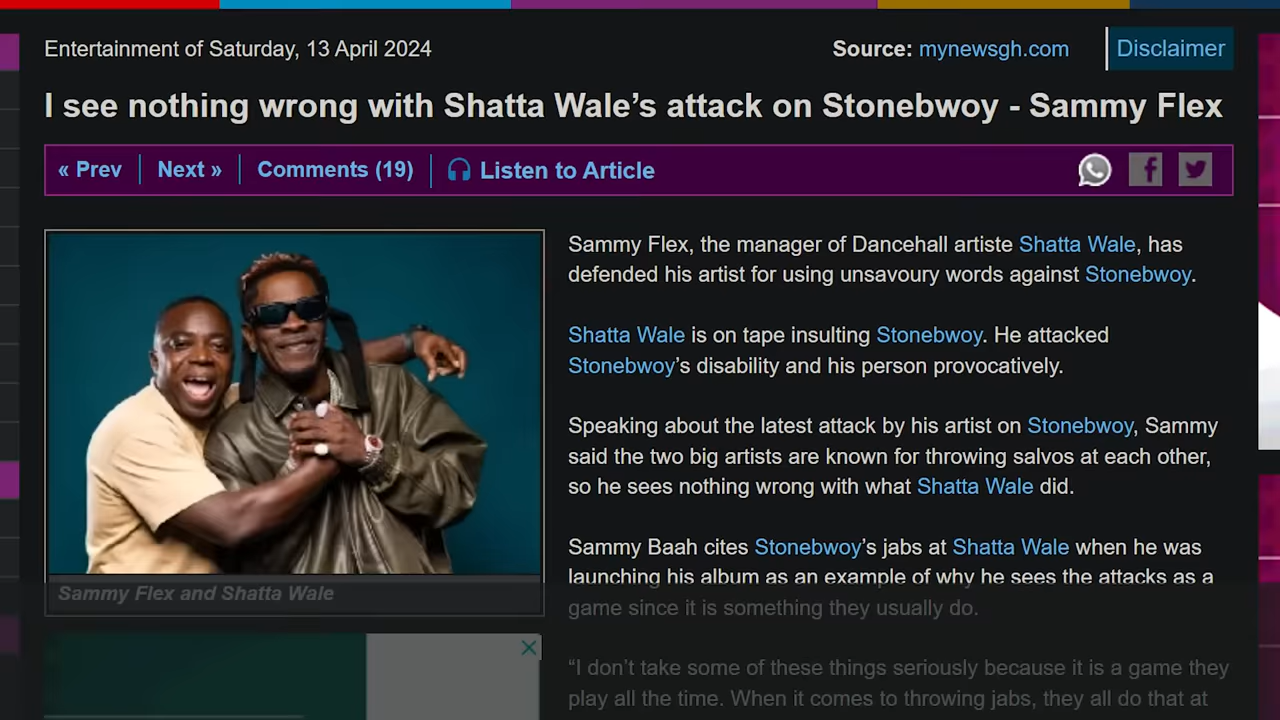 Entertainment of Saturday, 13 April 2024
Source: mynewsgh.com
Disclaimer
I see nothing wrong with Shatta Wale’s attack on Stonebwoy - Sammy Flex
« Prev
Next »
Comments (19)
Listen to Article
Sammy Flex, the manager of Dancehall artiste Shatta Wale, has
defended his artist for using unsavoury words against Stonebwoy.
Shatta Wale is on tape insulting Stonebwoy. He attacked
Stonebwoy’s disability and his person provocatively.
Speaking about the latest attack by his artist on Stonebwoy, Sammy
said the two big artists are known for throwing salvos at each other,
so he sees nothing wrong with what Shatta Wale did.
Sammy Baah cites Stonebwoy’s jabs at Shatta Wale when he was
launching his album as an example of why he sees the attacks as a
game since it is something they usually do.
“I don’t take some of these things seriously because it is a game they
play all the time. When it comes to throwing jabs, they all do that at
Sammy Flex and Shatta Wale